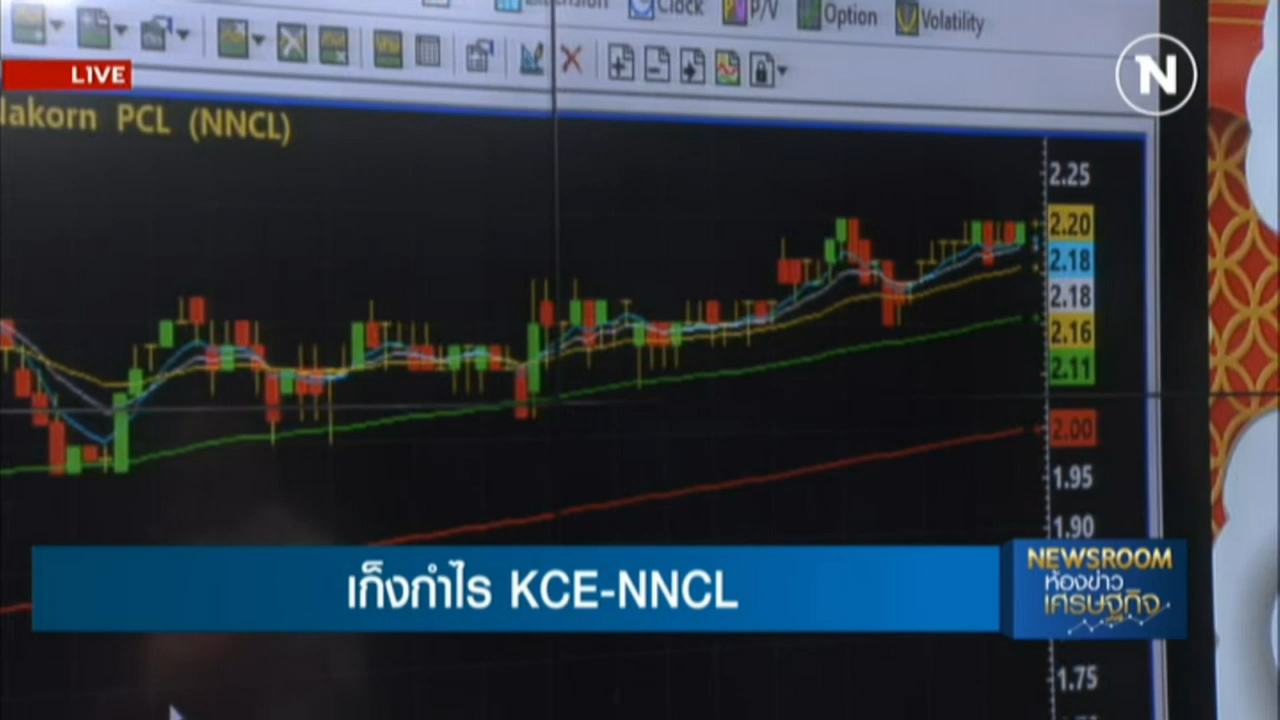 Clock
P/V
Option
Volatility
LIVE
N
PCL (NNCL)
2.25
2.20
2.18
2.18
2.16
2.11
2.00
1.95
1.90
1.75
เก็งกำไร KCE-NNCL
NEWSROOM
ห้องข่าว
เศรษฐกิจ